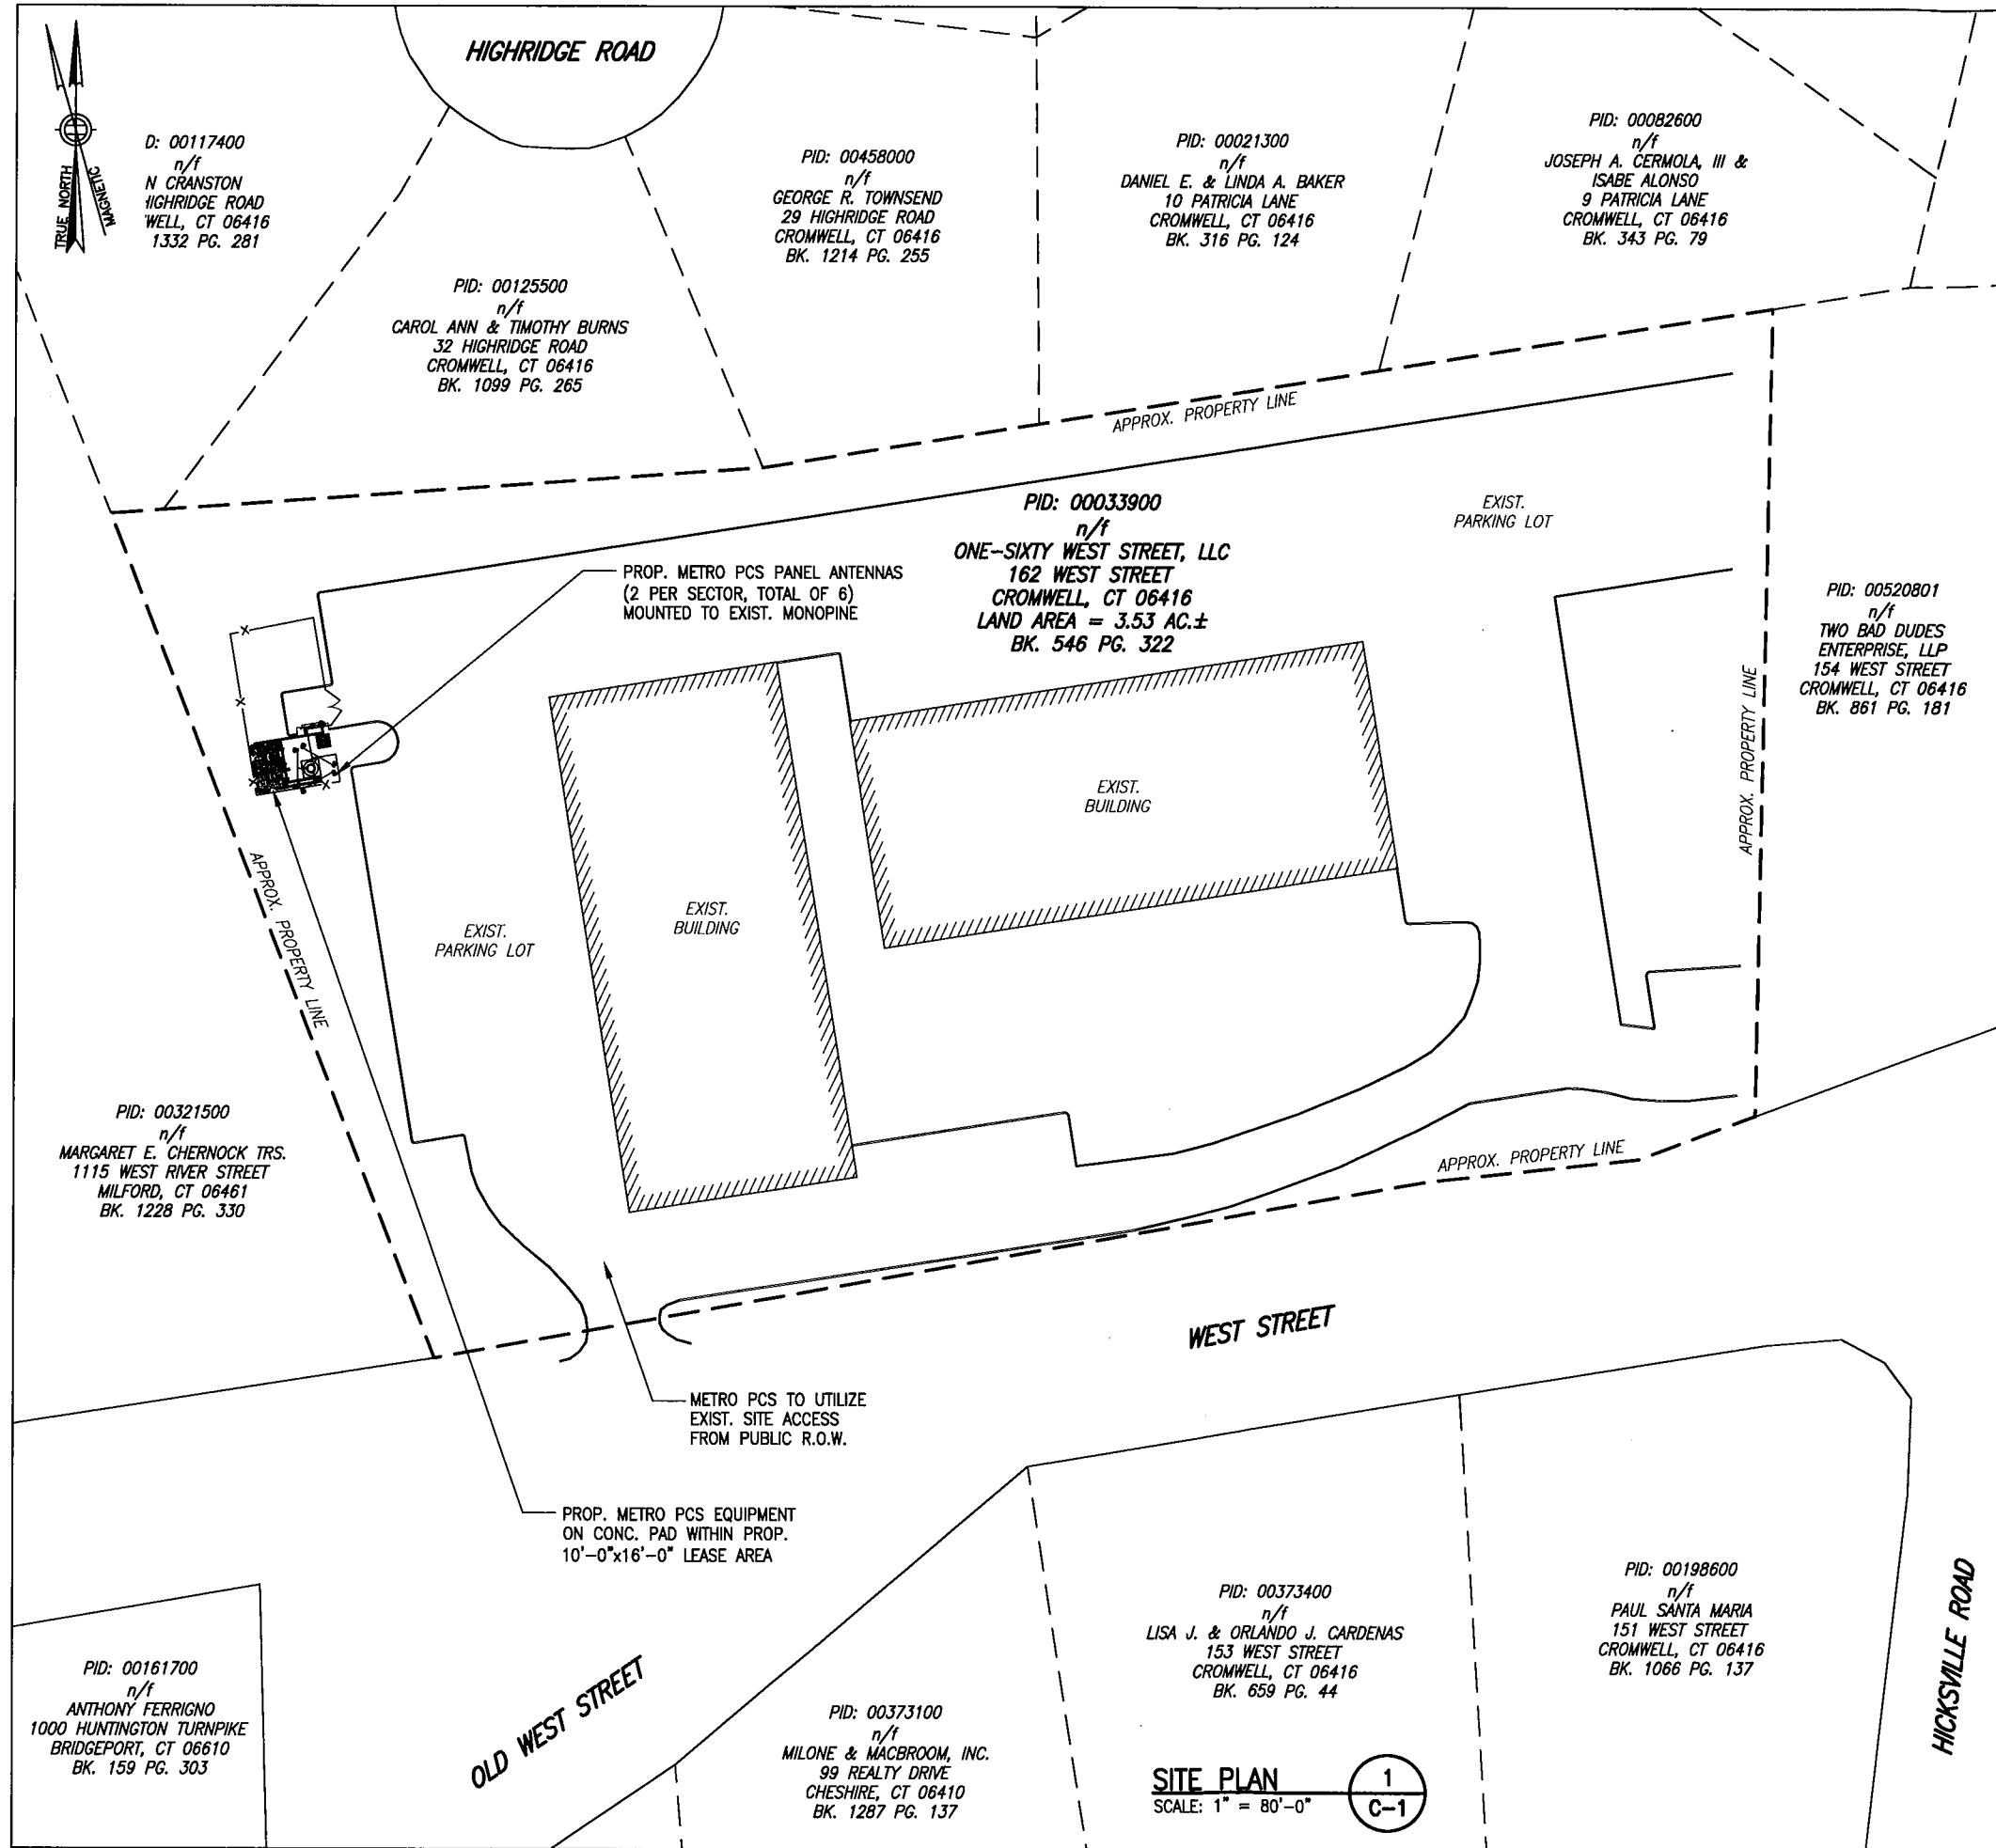 HIGHRIDGE ROAD
TRUE NORTH
MAGNETIC
D: 00117400
n/f
N CRANSTON
HIGHRIDGE ROAD
WELL, CT 06416
1332 PG. 281
PID: 00125500
n/f
CAROL ANN & TIMOTHY BURNS
32 HIGHRIDGE ROAD
CROMWELL, CT 06416
BK. 1099 PG. 265
PID: 00458000
n/f
GEORGE R. TOWNSEND
29 HIGHRIDGE ROAD
CROMWELL, CT 06416
BK. 1214 PG. 255
PID: 00021300
n/f
DANIEL E. & LINDA A. BAKER
10 PATRICIA LANE
CROMWELL, CT 06416
BK. 316 PG. 124
PID: 00082600
n/f
JOSEPH A. CERMOLA, III &
ISABE ALONSO
9 PATRICIA LANE
CROMWELL, CT 06416
BK. 343 PG. 79
APPROX. PROPERTY LINE
PID: 00033900
n/f
ONE-SIXTY WEST STREET, LLC
162 WEST STREET
CROMWELL, CT 06416
LAND AREA = 3.53 AC.±
BK. 546 PG. 322
EXIST.
PARKING LOT
PROP. METRO PCS PANEL ANTENNAS
(2 PER SECTOR, TOTAL OF 6)
MOUNTED TO EXIST. MONOPINE
PID: 00520801
n/f
TWO BAD DUDES
ENTERPRISE, LLP
154 WEST STREET
CROMWELL, CT 06416
BK. 861 PG. 181
APPROX. PROPERTY LINE
EXIST.
BUILDING
EXIST.
BUILDING
EXIST.
PARKING LOT
APPROX. PROPERTY LINE
PID: 00321500
n/f
MARGARET E. CHERNOCK TRS.
1115 WEST RIVER STREET
MILFORD, CT 06461
BK. 1228 PG. 330
APPROX. PROPERTY LINE
WEST STREET
METRO PCS TO UTILIZE
EXIST. SITE ACCESS
FROM PUBLIC R.O.W.
PROP. METRO PCS EQUIPMENT
ON CONC. PAD WITHIN PROP.
10'-0"x16'-0" LEASE AREA
PID: 00161700
n/f
ANTHONY FERRIGNO
1000 HUNTINGTON TURNPIKE
BRIDGEPORT, CT 06610
BK. 159 PG. 303
OLD WEST STREET
PID: 00373100
n/f
MILONE & MACBROOM, INC.
99 REALTY DRIVE
CHESHIRE, CT 06410
BK. 1287 PG. 137
PID: 00373400
n/f
LISA J. & ORLANDO J. CARDENAS
153 WEST STREET
CROMWELL, CT 06416
BK. 659 PG. 44
PID: 00198600
n/f
PAUL SANTA MARIA
151 WEST STREET
CROMWELL, CT 06416
BK. 1066 PG. 137
HICKSVILLE ROAD
SITE PLAN
SCALE: 1" = 80'-0"
1
C-1